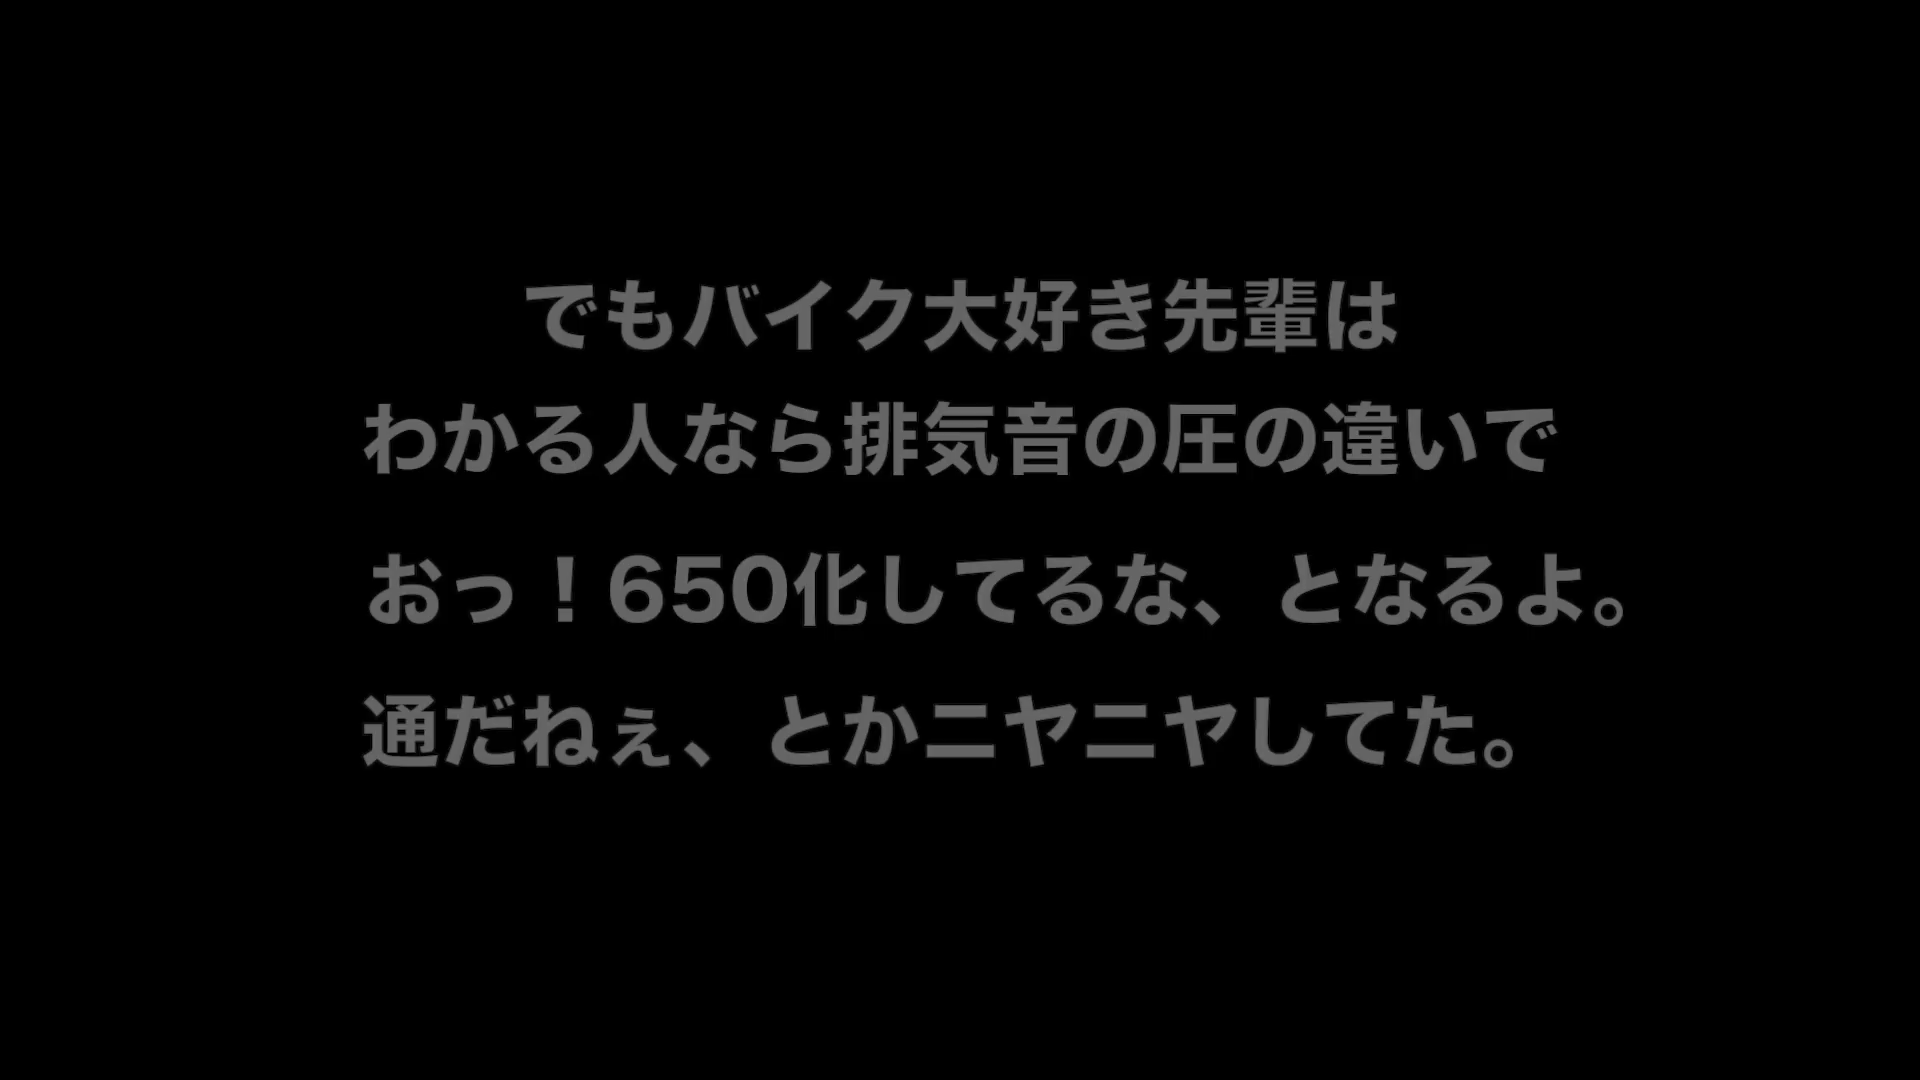 でもバイク大好き先輩は
わかる人なら排気音の圧の違いで
おっ！650化してるな、となるよ。
通だねぇ、とかニヤニヤしてた。